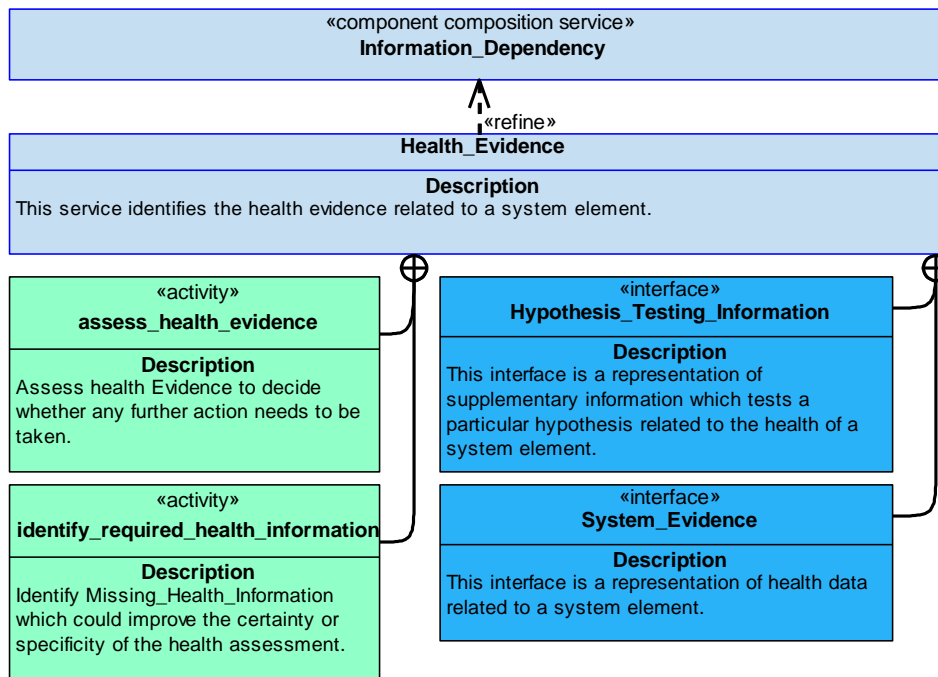 «component composition service»
Information_Dependency
«refine»
Health_Evidence
Description
This service identifies the health evidence related to a system element.
«activity»
assess_health_evidence
Description
Assess health Evidence to decide
whether any further action needs to be
taken.
«activity»
identify_required_health_information
Description
Identify Missing_Health_Information
which could improve the certainty or
specificity of the health assessment.
«interface»
Hypothesis_Testing_Information
Description
This interface is a representation of
supplementary information which tests a
particular hypothesis related to the health of a
system element.
«interface»
System_Evidence
Description
This interface is a representation of health data
related to a system element.